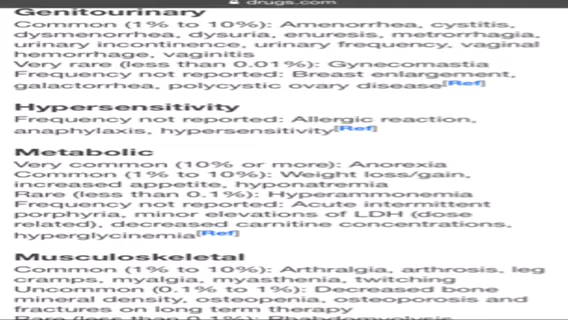 drugs.com
Genitourinary
Common (1% to 10%): Amenorrhea, cystitis,
dysmenorrhea, dysuria, enuresis, metrorrhagia,
urinary incontinence, urinary frequency, vaginal
hemorrhage, vaginitis
Very rare (less than 0.01%): Gynecomastia
Frequency not reported: Breast enlargement,
galactorrhea, polycystic ovary disease[Ref]
Hypersensitivity
Frequency not reported: Allergic reaction,
anaphylaxis, hypersensitivity[Ref]
Metabolic
Very common (10% or more): Anorexia
Common (1% to 10%): Weight loss/gain,
increased appetite, hyponatremia
Rare (less than 0.1%): Hyperammonemia
Frequency not reported: Acute intermittent
porphyria, minor elevations of LDH (dose
related), decreased carnitine concentrations,
hyperglycinemia[Ref]
Musculoskeletal
Common (1% to 10%): Arthralgia, arthrosis, leg
cramps, myalgia, myasthenia, twitching
Uncommon (0.1% to 1%): Decreased bone
mineral density, osteopenia, osteoporosis and
fractures on long term therapy
Rare (less than 0.1%): Rhabdomyolysis